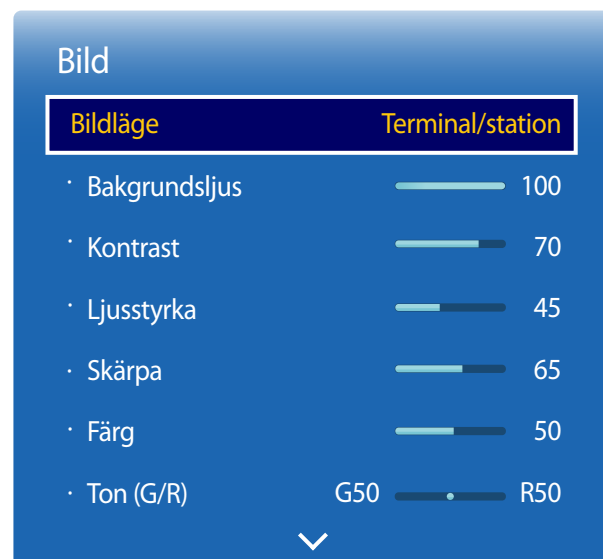 Bild
Bildläge Terminal/station
· Bakgrundsljus 100
· Kontrast 70
· Ljusstyrka 45
· Skärpa 65
· Färg 50
· Ton (G/R) G50 R50